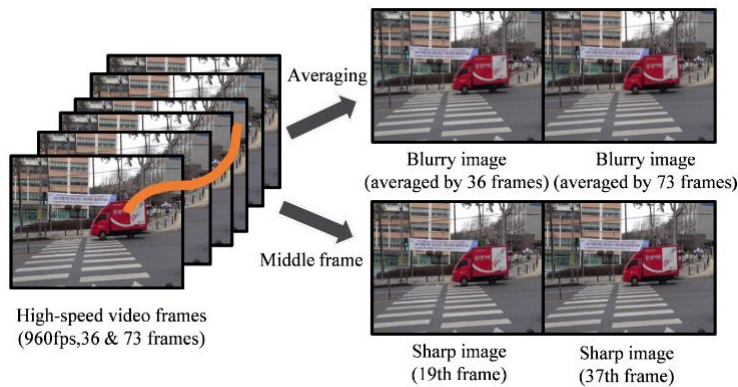 Averaging
Blurry image
(averaged by 36 frames)
Blurry image
(averaged by 73 frames)
Middle frame
High-speed video frames
(960fps,36 & 73 frames)
Sharp image
(19th frame)
Sharp image
(37th frame)